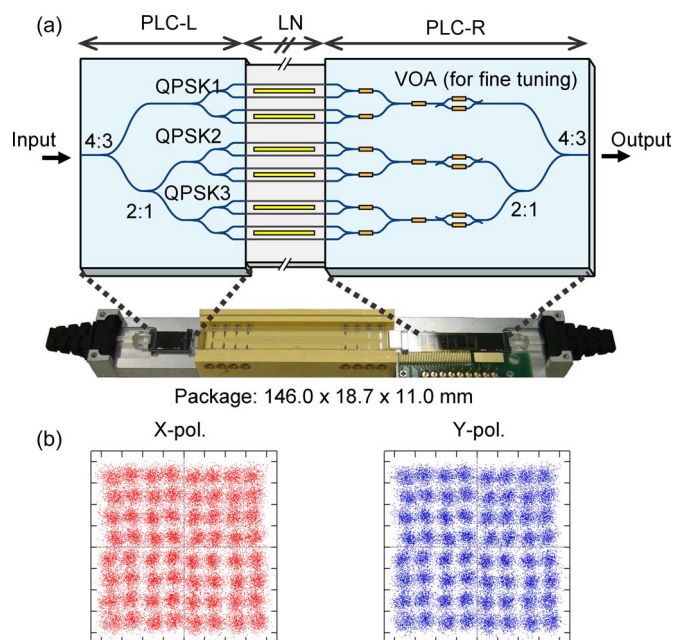 (a)
PLC-L LN PLC-R
QPSK1 VOA (for fine tuning)
Input 4:3 QPSK2 4:3 Output
QPSK3
2:1 2:1
Package: 146.0 x 18.7 x 11.0 mm
(b) X-pol. Y-pol.